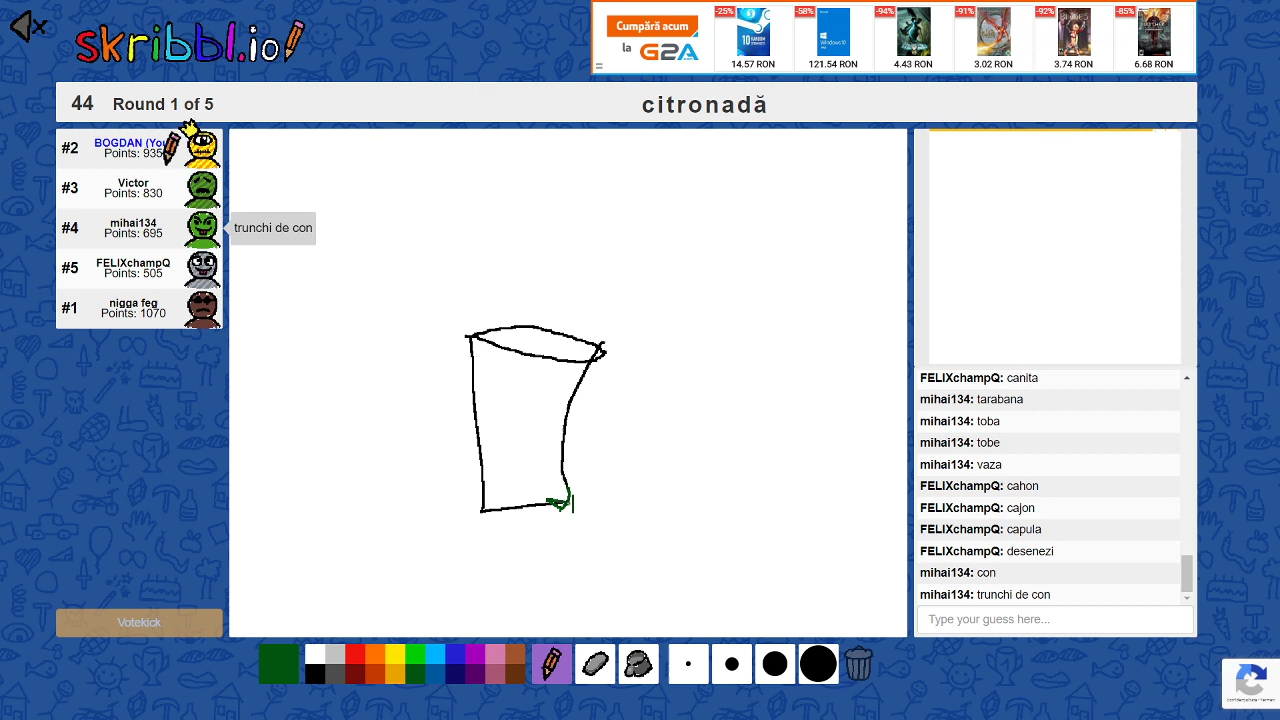 skribbl.io
Cumpără acum
la G2A
-25%
-58%
-94%
-91%
-92%
-85%
14.57 RON
121.54 RON
4.43 RON
3.02 RON
3.74 RON
6.68 RON
44 Round 1 of 5
citronadă
#2 BOGDAN (You
Points: 935
#3 Victor
Points: 830
#4 mihai134
Points: 695
trunchi de con
#5 FELIXchampQ
Points: 505
#1 nigga feg
Points: 1070
FELIXchampQ: canita
mihai134: tarabana
mihai134: toba
mihai134: tobe
mihai134: vaza
FELIXchampQ: cahon
FELIXchampQ: cajon
FELIXchampQ: capula
FELIXchampQ: desenezi
mihai134: con
mihai134: trunchi de con
Type your guess here...
Votekick